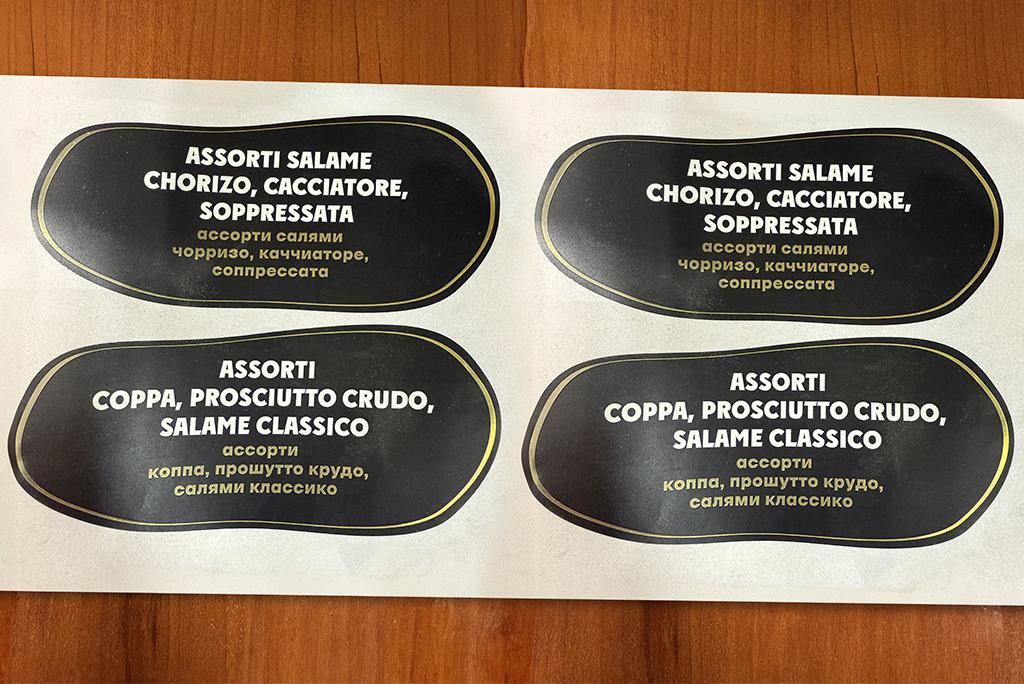 ASSORTI SALAME
CHORIZO, CACCIATORE,
SOPPRESSATA
ассорти салями
чорризо, каччиаторе,
соппрессата
ASSORTI SALAME
CHORIZO, CACCIATORE,
SOPPRESSATA
ассорти салями
чорризо, каччиаторе,
соппрессата
ASSORTI
COPPA, PROSCIUTTO CRUDO,
SALAME CLASSICO
ассорти
коппа, прошутто крудо,
салями классико
ASSORTI
COPPA, PROSCIUTTO CRUDO,
SALAME CLASSICO
ассорти
коппа, прошутто крудо,
салями классико